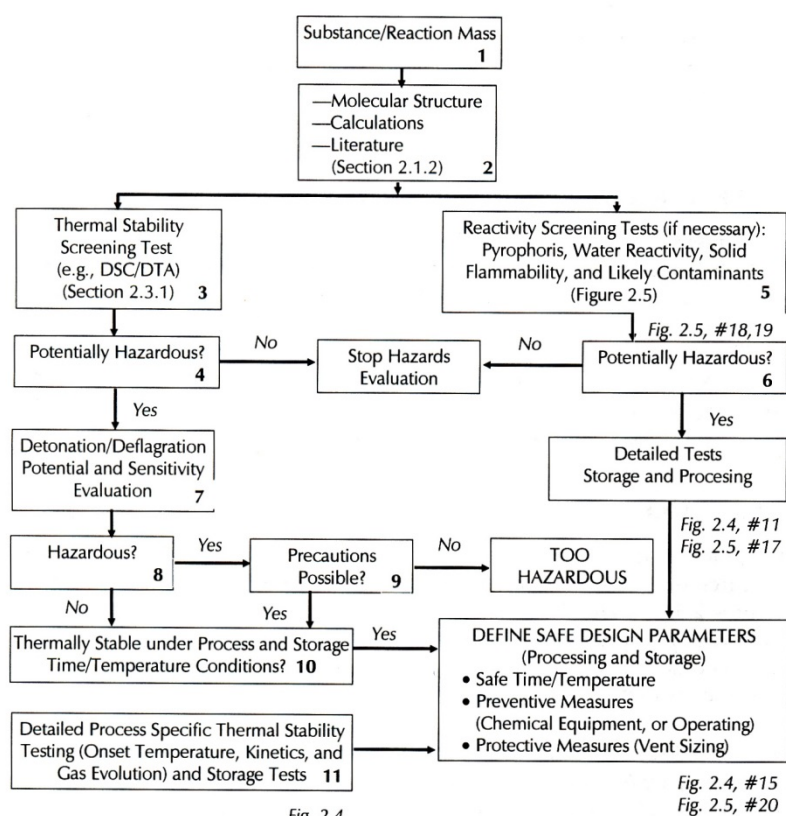 Substance/Reaction Mass
1
—Molecular Structure
—Calculations
—Literature
(Section 2.1.2) 2
Thermal Stability
Screening Test
(e.g., DSC/DTA)
(Section 2.3.1) 3
Reactivity Screening Tests (if necessary):
Pyrophoris, Water Reactivity, Solid
Flammability, and Likely Contaminants
(Figure 2.5) 5
Fig. 2.5, #18,19
Potentially Hazardous?
4
No
Stop Hazards
Evaluation
No
Potentially Hazardous?
6
Yes
Yes
Detonation/Deflagration
Potential and Sensitivity
Evaluation 7
Detailed Tests
Storage and Procesing
Fig. 2.4, #11
Fig. 2.5, #17
Hazardous?
8
Yes
Precautions
Possible? 9
No
TOO
HAZARDOUS
No
Yes
Thermally Stable under Process and Storage
Time/Temperature Conditions? 10
Yes
DEFINE SAFE DESIGN PARAMETERS
(Processing and Storage)
• Safe Time/Temperature
• Preventive Measures
(Chemical Equipment, or Operating)
• Protective Measures (Vent Sizing)
Detailed Process Specific Thermal Stability
Testing (Onset Temperature, Kinetics, and
Gas Evolution) and Storage Tests 11
Fig. 2.4, #15
Fig. 2.5, #20
Fig. 2.4